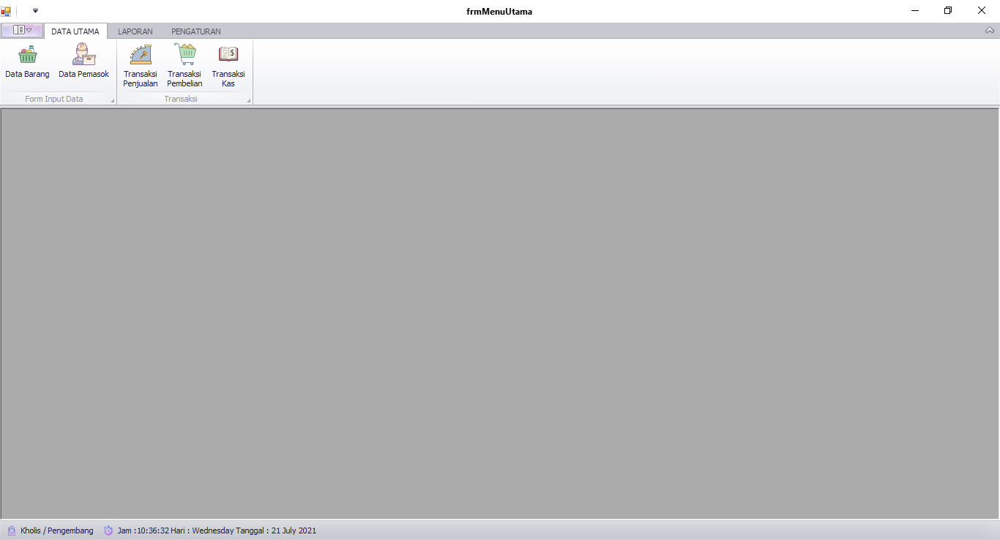 frmMenuUtama
DATA UTAMA LAPORAN PENGATURAN
Data Barang
Data Pemasok
Form Input Data
Transaksi
Penjualan
Transaksi
Pembelian
Transaksi
Kas
Transaksi
Kholis / Pengembang
Jam :10:36:32 Hari : Wednesday Tanggal : 21 July 2021